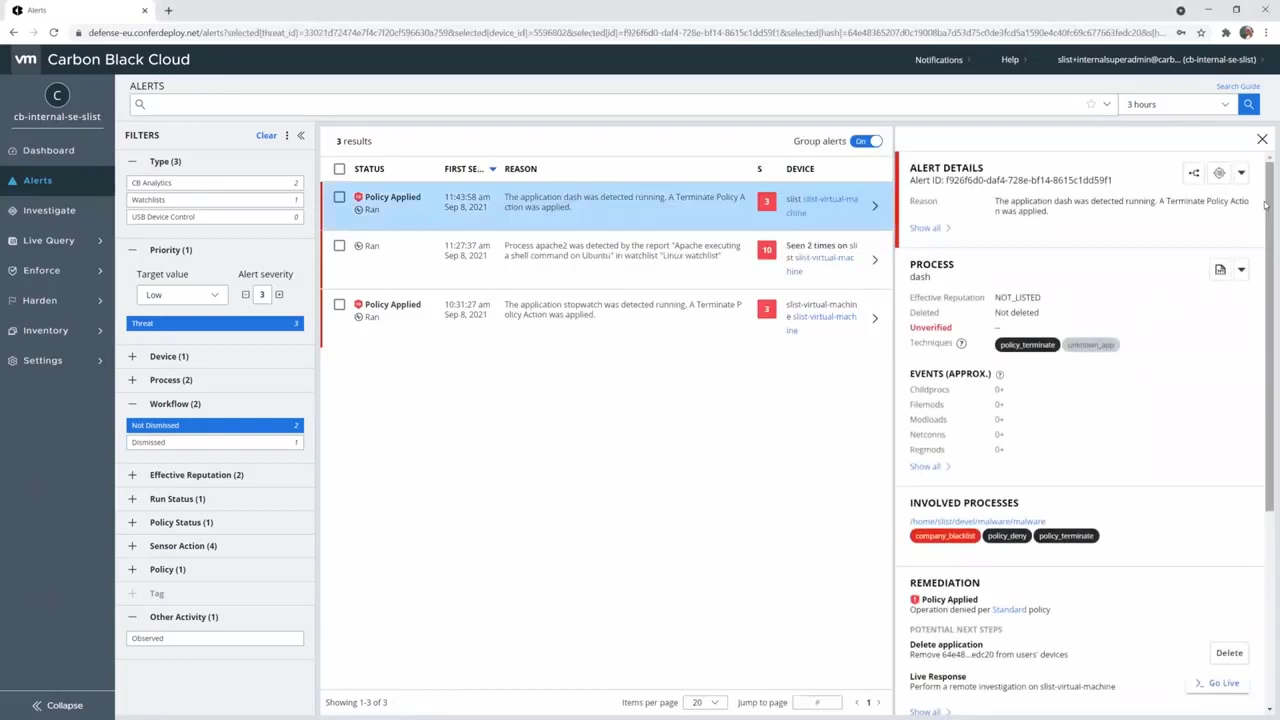 Alerts
defense-eu.conferdeploy.net/alerts?selected[threat_id]=33021d72474e7f4c7f20cf596630a759&selected[device_id]=5596802&selected[id]=f926f6d0-daf4-728e-bf14-8615c1dd59f1&selected[hash]=
vm Carbon Black Cloud
Notifications
Help
slist+internalsuperadmin@carb... (cb-internal-se-slist)
C
cb-internal-se-slist
Dashboard
Alerts
Investigate
Live Query
Enforce
Harden
Inventory
Settings
Collapse
ALERTS
Search Guide
3 hours
FILTERS
Clear
Type (3)
CB Analytics 2
Watchlists 1
USB Device Control 0
Priority (1)
Target value Alert severity
Low 3
Threat 3
Device (1)
Process (2)
Workflow (2)
Not Dismissed 2
Dismissed 1
Effective Reputation (2)
Run Status (1)
Policy Status (1)
Sensor Action (4)
Policy (1)
Tag
Other Activity (1)
Observed
3 results
Group alerts On
STATUS FIRST SE... REASON S DEVICE
Policy Applied
Ran
11:43:58 am
Sep 8, 2021
The application dash was detected running. A Terminate Policy A
ction was applied.
3
slist slist-virtual-ma
chine
Ran
11:27:37 am
Sep 8, 2021
Process apache2 was detected by the report "Apache executing
a shell command on Ubuntu" in watchlist "Linux watchlist"
10
Seen 2 times on sli
st slist-virtual-mac
hine
Policy Applied
Ran
10:31:27 am
Sep 8, 2021
The application stopwatch was detected running. A Terminate P
olicy Action was applied.
3
slist-virtual-machin
e slist-virtual-mach
ine
Showing 1-3 of 3
Items per page 20
Jump to page #
1
ALERT DETAILS
Alert ID: f926f6d0-daf4-728e-bf14-8615c1dd59f1
Reason The application dash was detected running. A Terminate Policy Actio
n was applied.
Show all
PROCESS
dash
Effective Reputation NOT_LISTED
Deleted Not deleted
Unverified --
Techniques ? policy_terminate unknown_app
EVENTS (APPROX.) ?
Childprocs 0+
Filemods 0+
Modloads 0+
Netconns 0+
Regmods 0+
Show all
INVOLVED PROCESSES
/home/slist/devel/malware/malware
company_blacklist policy_deny policy_terminate
REMEDIATION
Policy Applied
Operation denied per Standard policy
POTENTIAL NEXT STEPS
Delete application
Remove 64e48...edc20 from users' devices
Delete
Live Response
Perform a remote investigation on slist-virtual-machine
Go Live
Show all